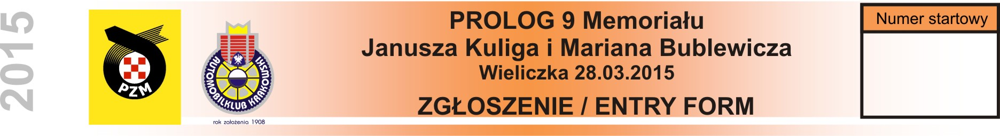 2015
PZM
AUTOMOBILKLUB KRAKOWSKI
rok założenia 1908
PROLOG 9 Memoriału
Janusza Kuliga i Mariana Bublewicza
Wieliczka 28.03.2015
ZGŁOSZENIE / ENTRY FORM
Numer startowy